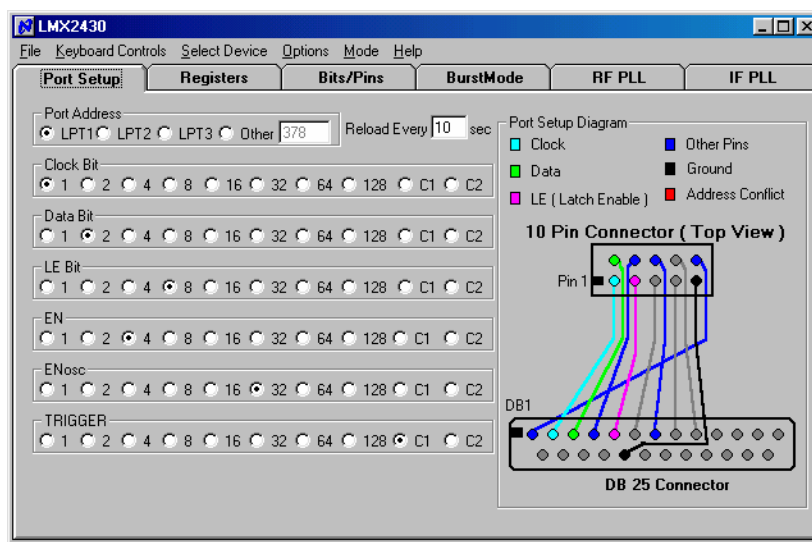 LMX2430
File Keyboard Controls Select Device Options Mode Help
Port Setup Registers Bits/Pins BurstMode RF PLL IF PLL
Port Address
LPT1 LPT2 LPT3 Other 378
Reload Every 10 sec
Clock Bit
1 2 4 8 16 32 64 128 C1 C2
Data Bit
1 2 4 8 16 32 64 128 C1 C2
LE Bit
1 2 4 8 16 32 64 128 C1 C2
EN
1 2 4 8 16 32 64 128 C1 C2
ENosc
1 2 4 8 16 32 64 128 C1 C2
TRIGGER
1 2 4 8 16 32 64 128 C1 C2
Port Setup Diagram
Clock Other Pins
Data Ground
LE ( Latch Enable ) Address Conflict
10 Pin Connector ( Top View )
Pin 1
DB1
DB 25 Connector